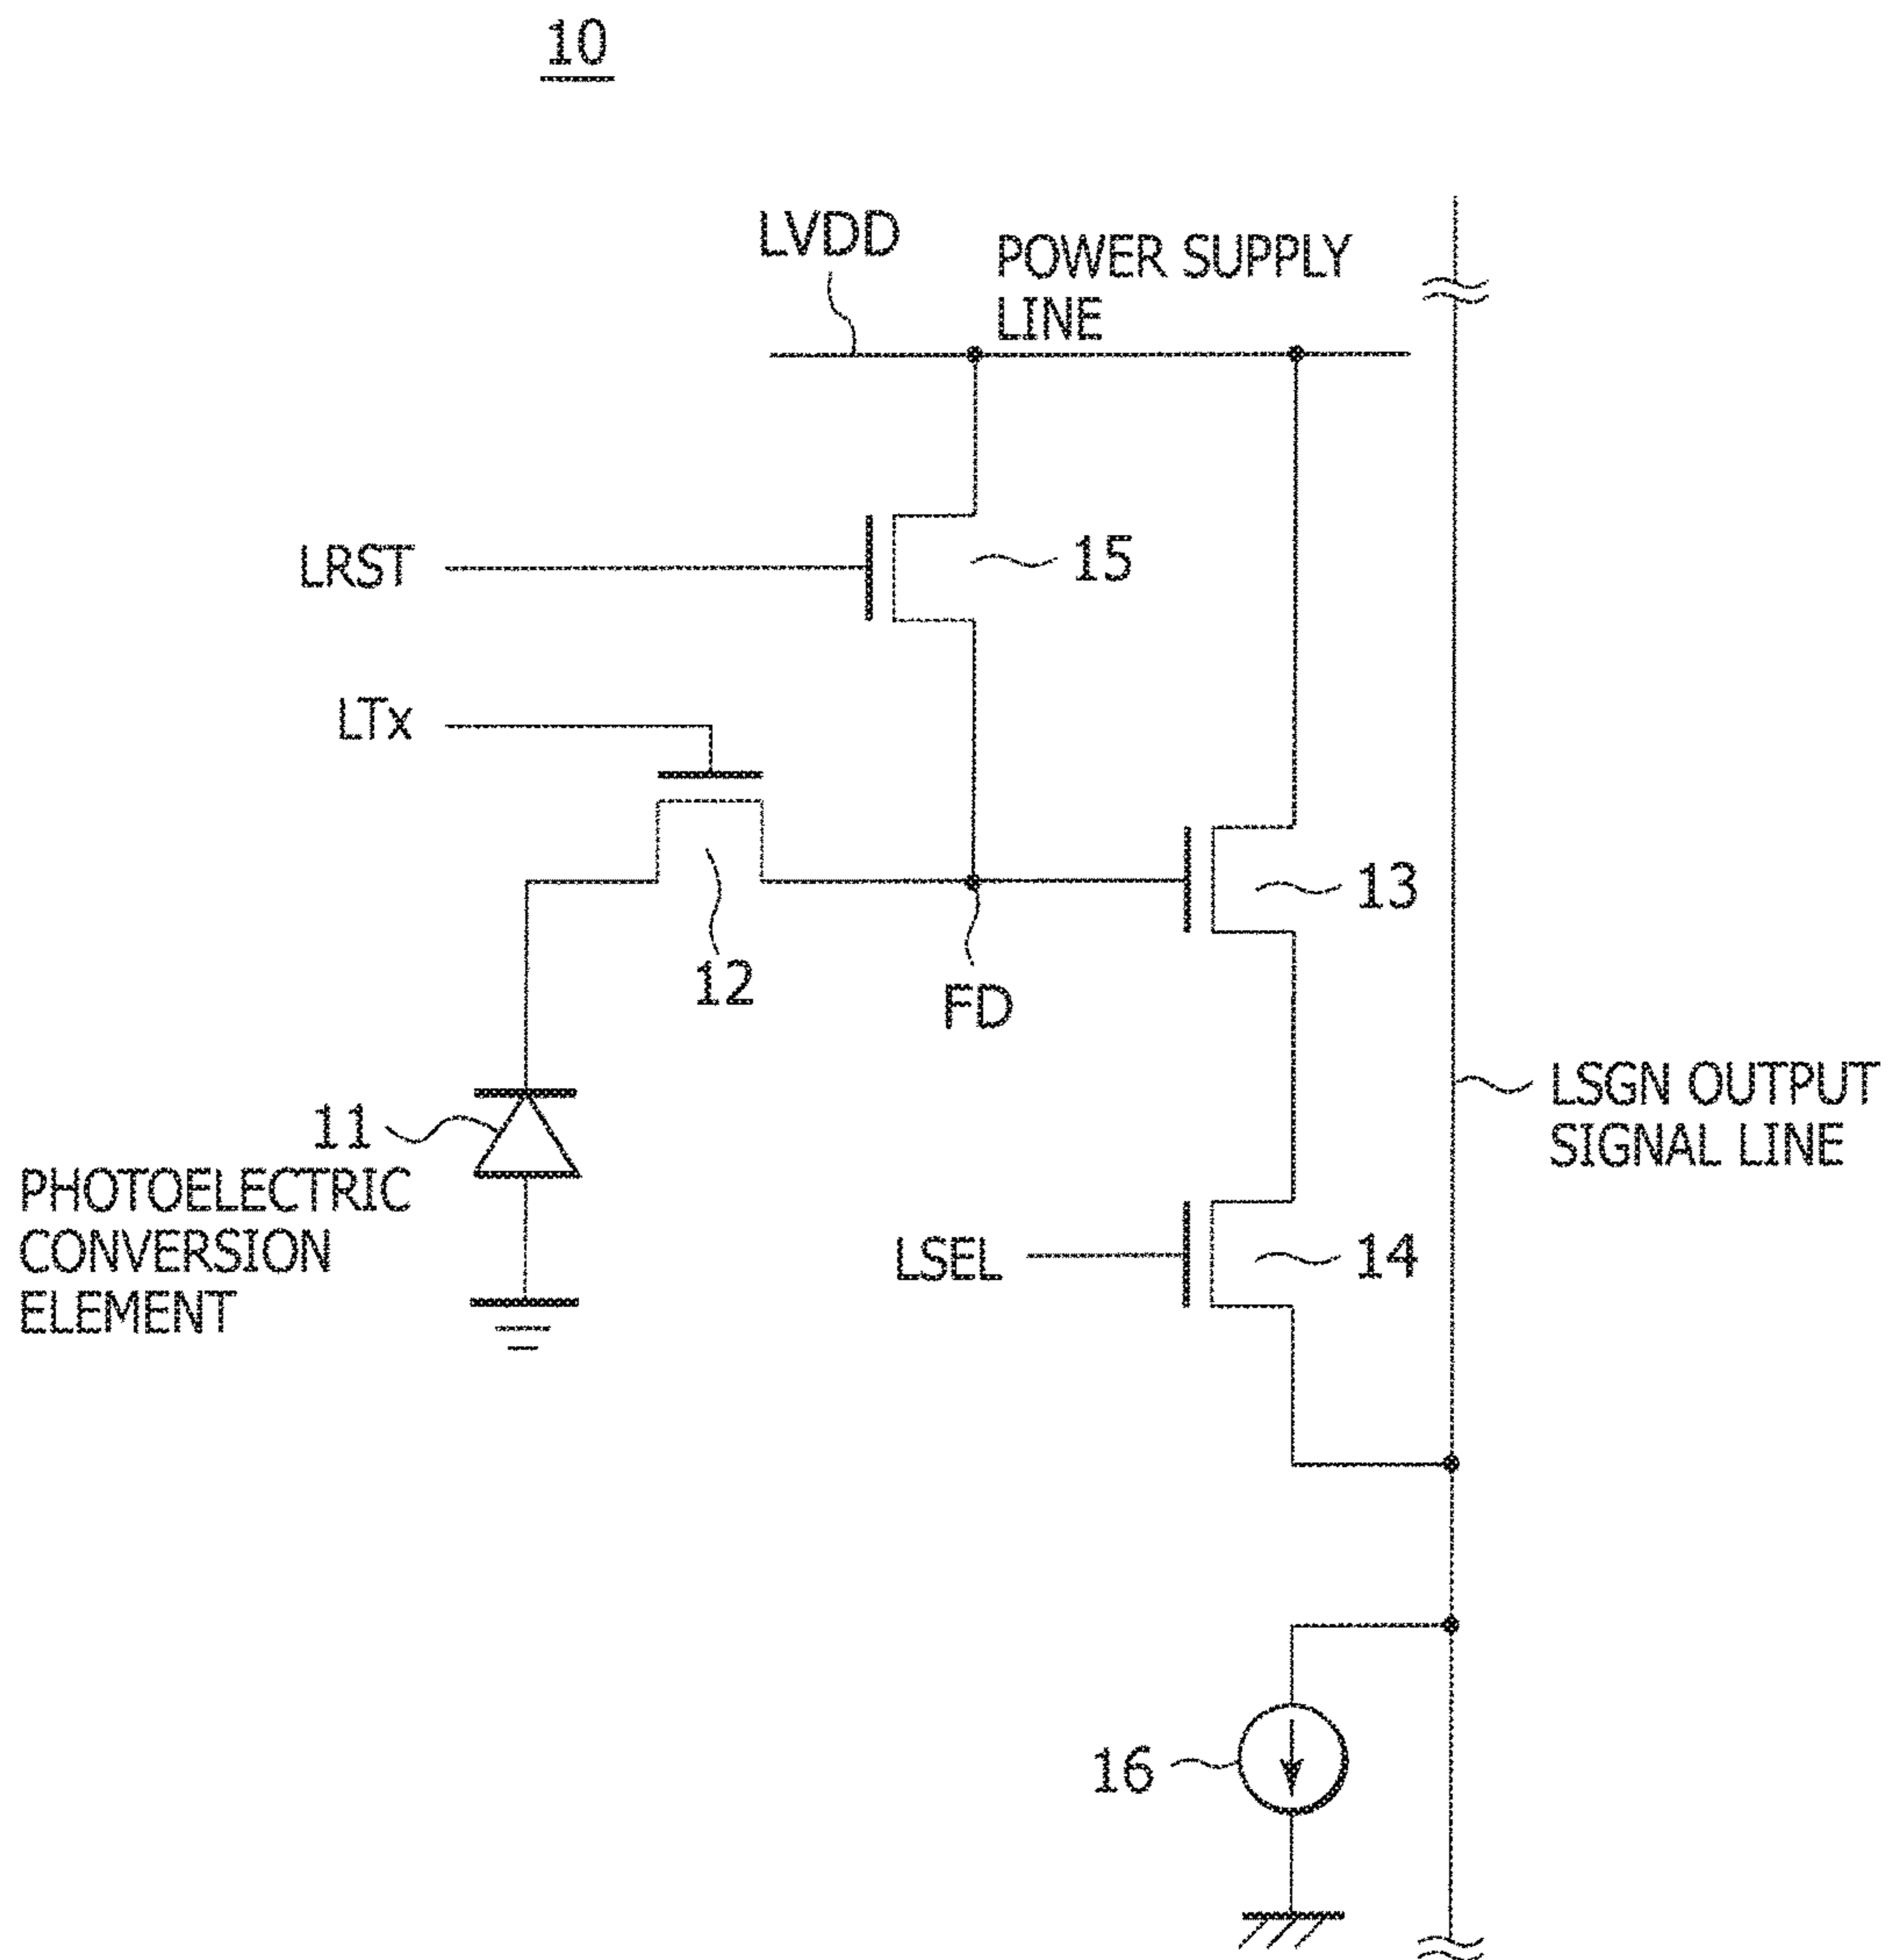 10
LVDD
POWER SUPPLY
LINE
LRST
15
LTx
13
12
FD
LSGN OUTPUT
SIGNAL LINE
11
PHOTOELECTRIC
CONVERSION
ELEMENT
LSEL
14
16